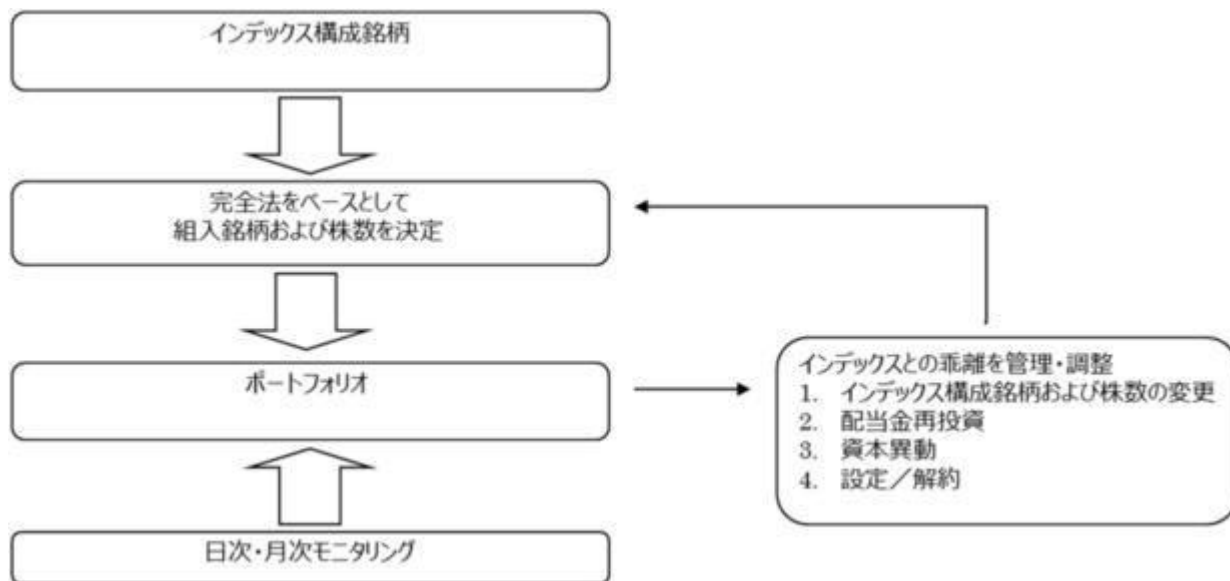 インデックス構成銘柄
完全法をベースとして
組入銘柄および株数を決定
ポートフォリオ
インデックスとの乖離を管理・調整
1. インデックス構成銘柄および株数の変更
2. 配当金再投資
3. 資本異動
4. 設定／解約
日次・月次モニタリング